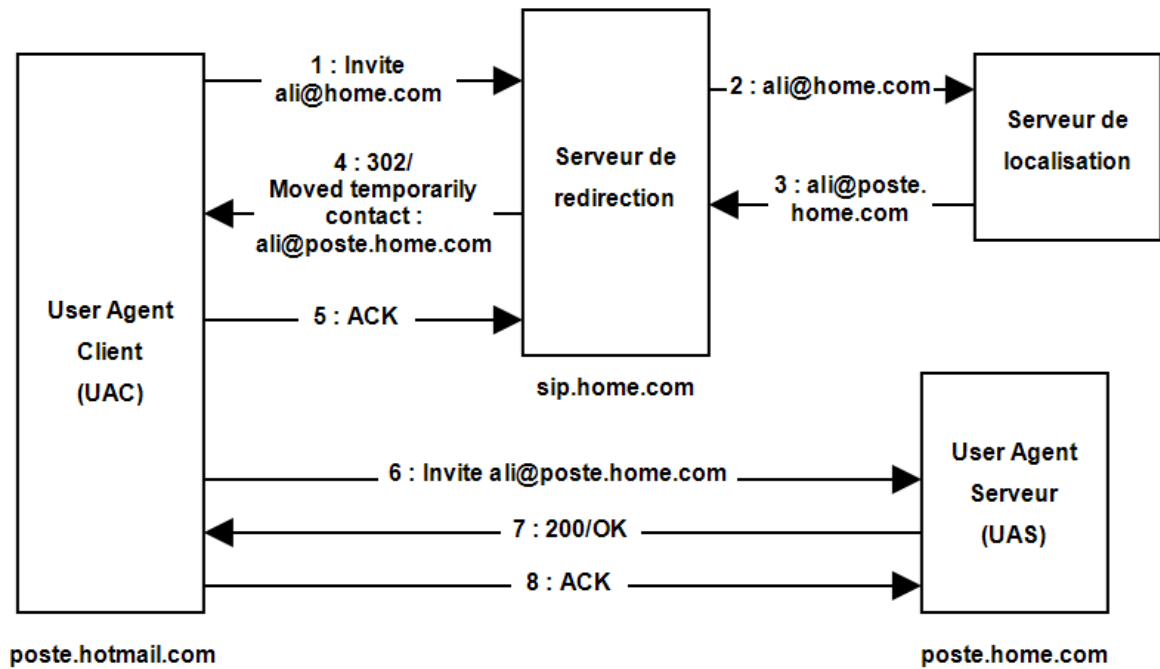 1 : Invite
ali@home.com
2 : ali@home.com
Serveur de
localisation
4 : 302/
Moved temporarily
contact :
ali@poste.home.com
Serveur de
redirection
3 : ali@poste.
home.com
User Agent
Client
(UAC)
5 : ACK
sip.home.com
6 : Invite ali@poste.home.com
User Agent
Serveur
(UAS)
7 : 200/OK
8 : ACK
poste.hotmail.com
poste.home.com